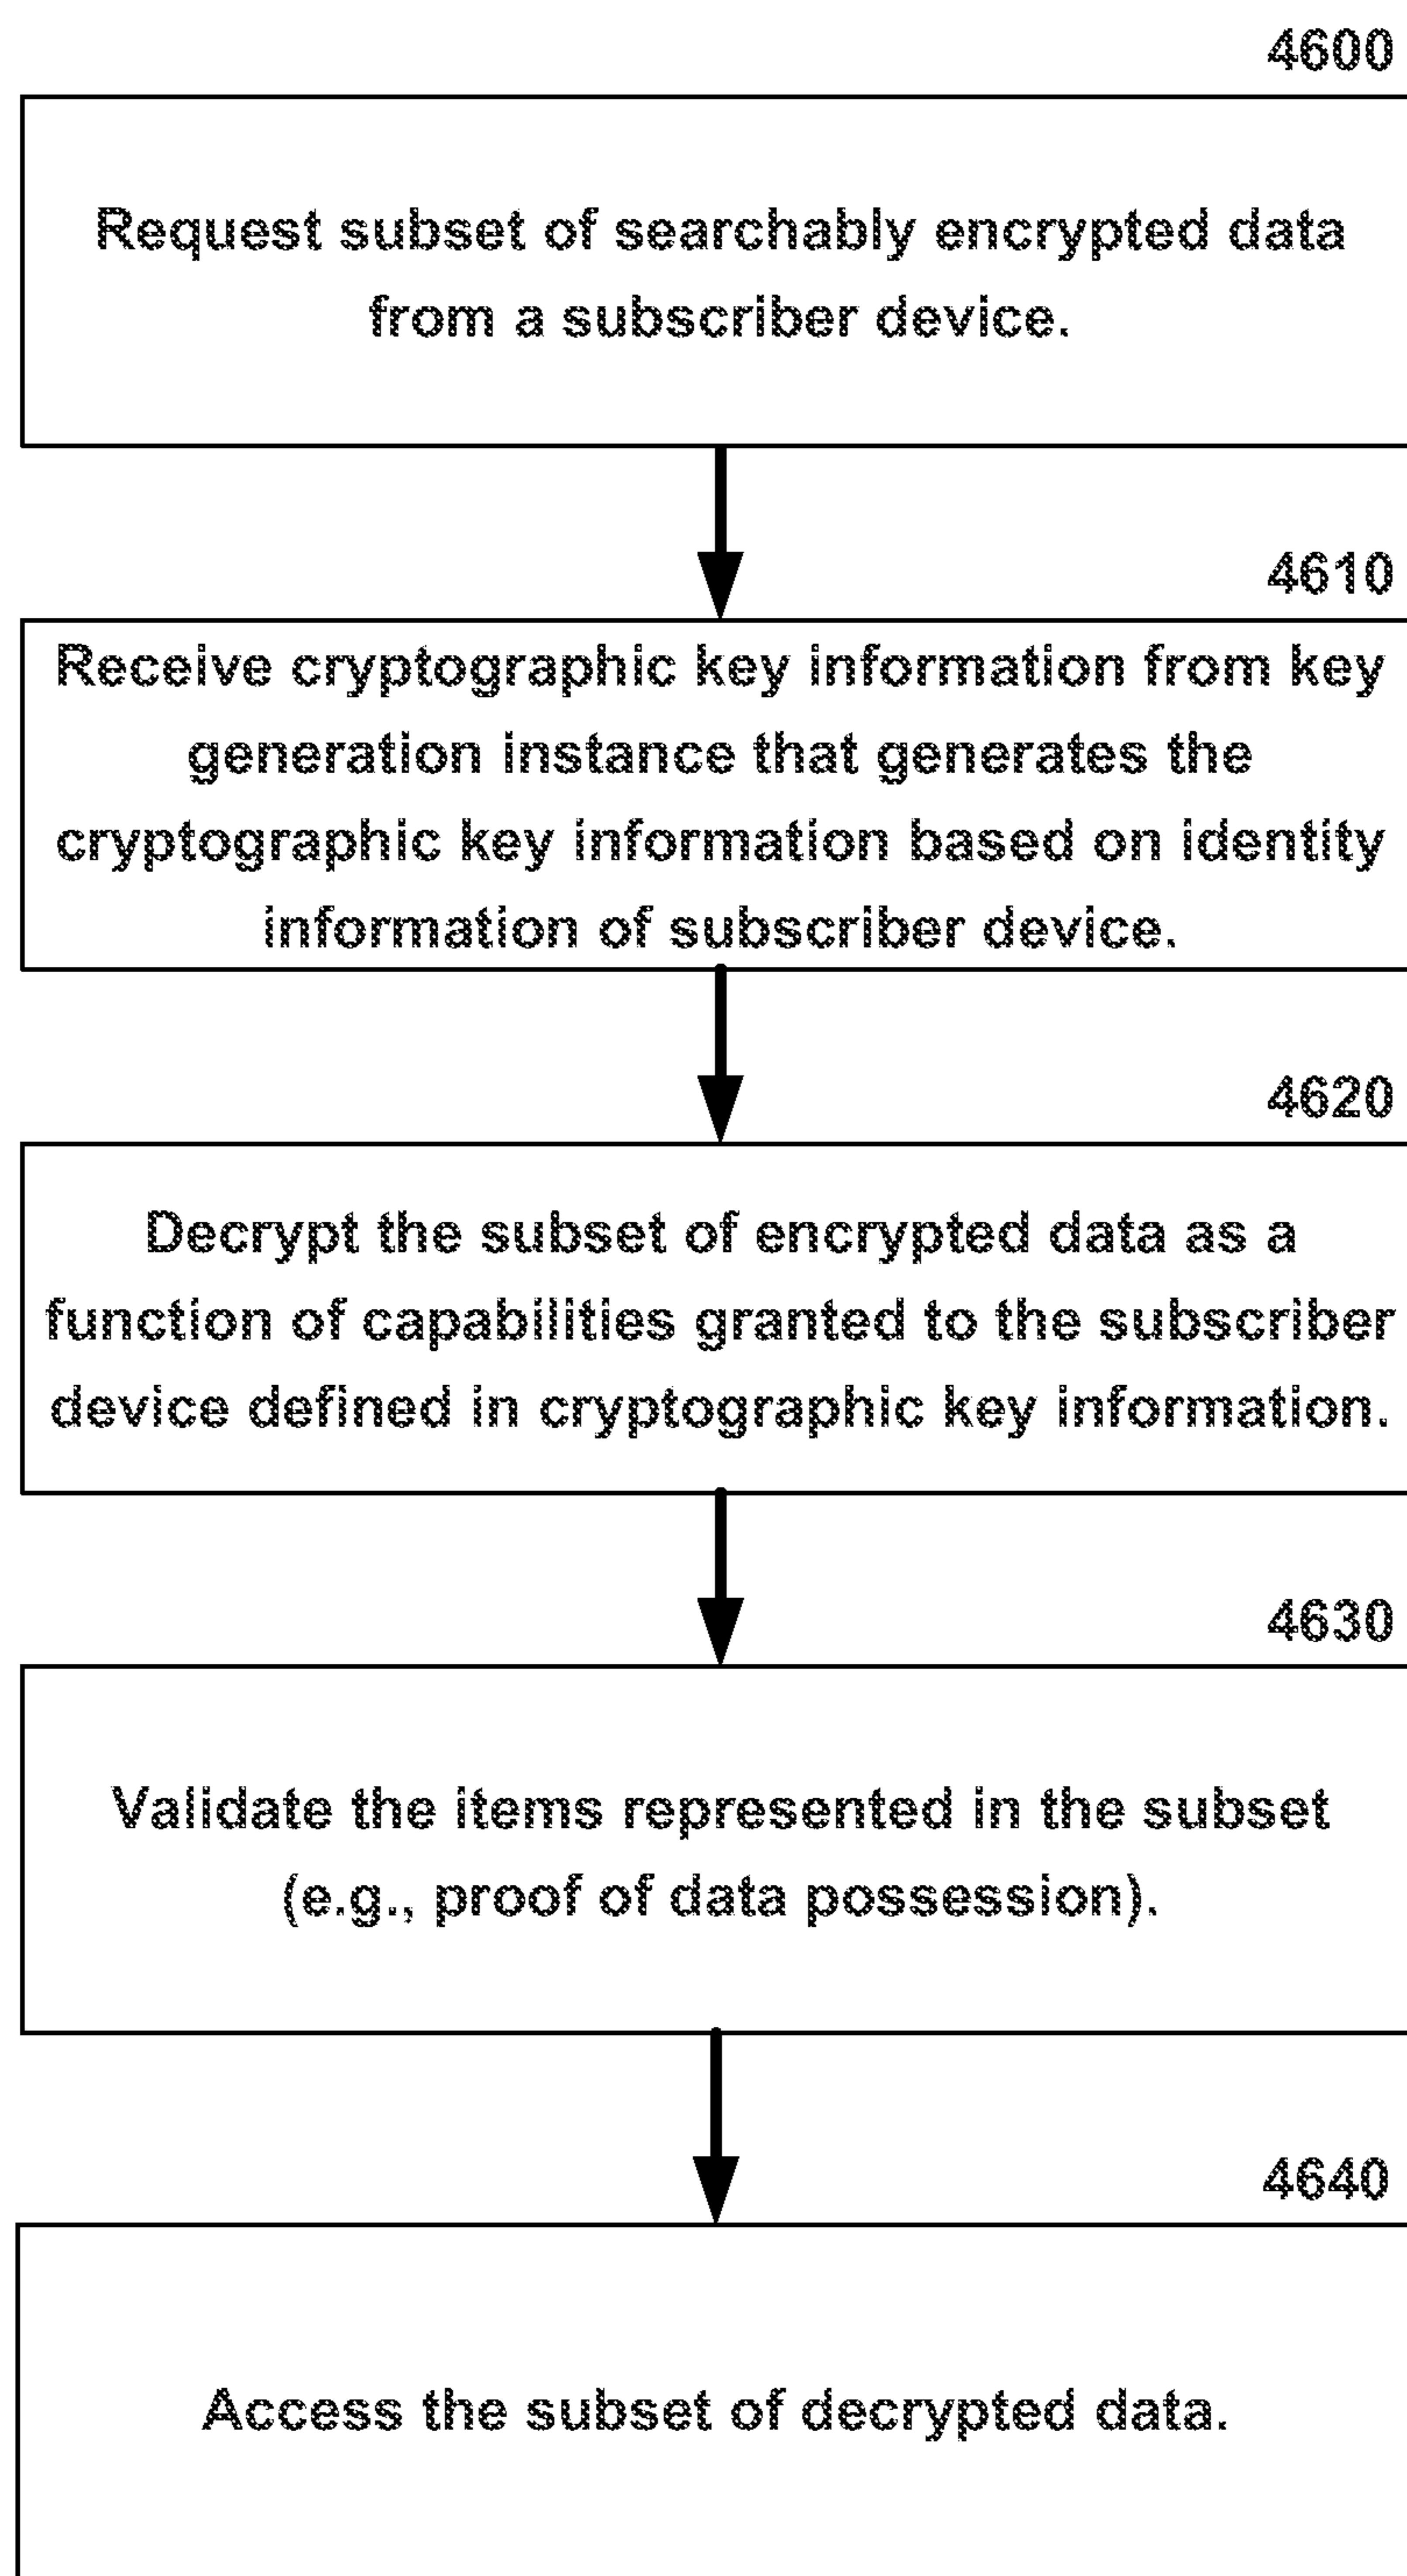 4600
Request subset of searchably encrypted data
from a subscriber device.
4610
Receive cryptographic key information from key
generation instance that generates the
cryptographic key information based on identity
information of subscriber device.
4620
Decrypt the subset of encrypted data as a
function of capabilities granted to the subscriber
device defined in cryptographic key information.
4630
Validate the items represented in the subset
(e.g., proof of data possession).
4640
Access the subset of decrypted data.